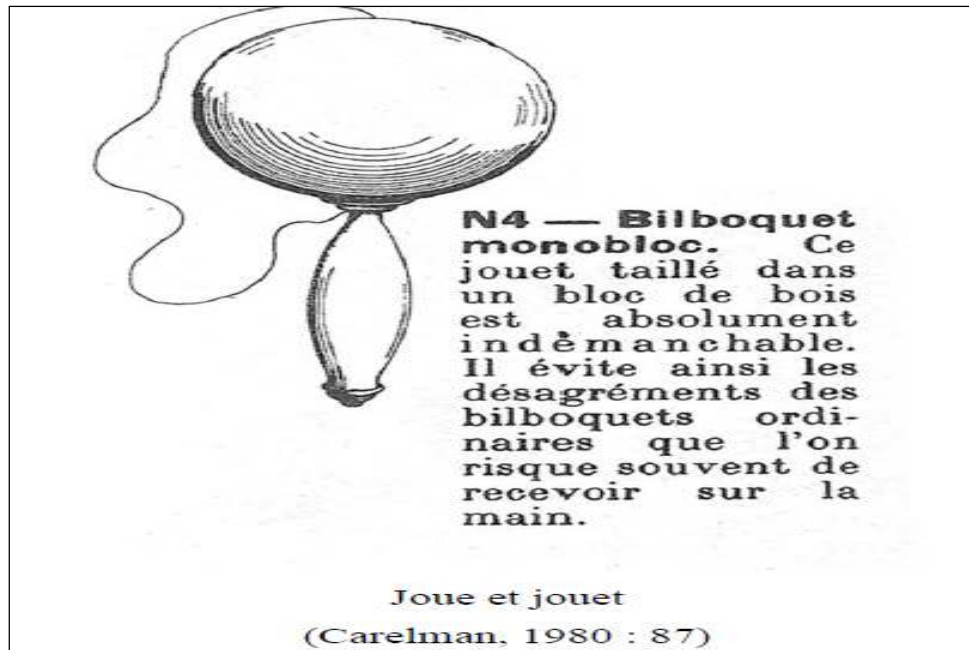 N4 — Bilboquet
monobloc. Ce
jouet taillé dans
un bloc de bois
est absolument
indémanchable.
Il évite ainsi les
désagréments des
bilboquets ordi-
naires que l'on
risque souvent de
recevoir sur la
main.
Joue et jouet
(Carelman, 1980 : 87)